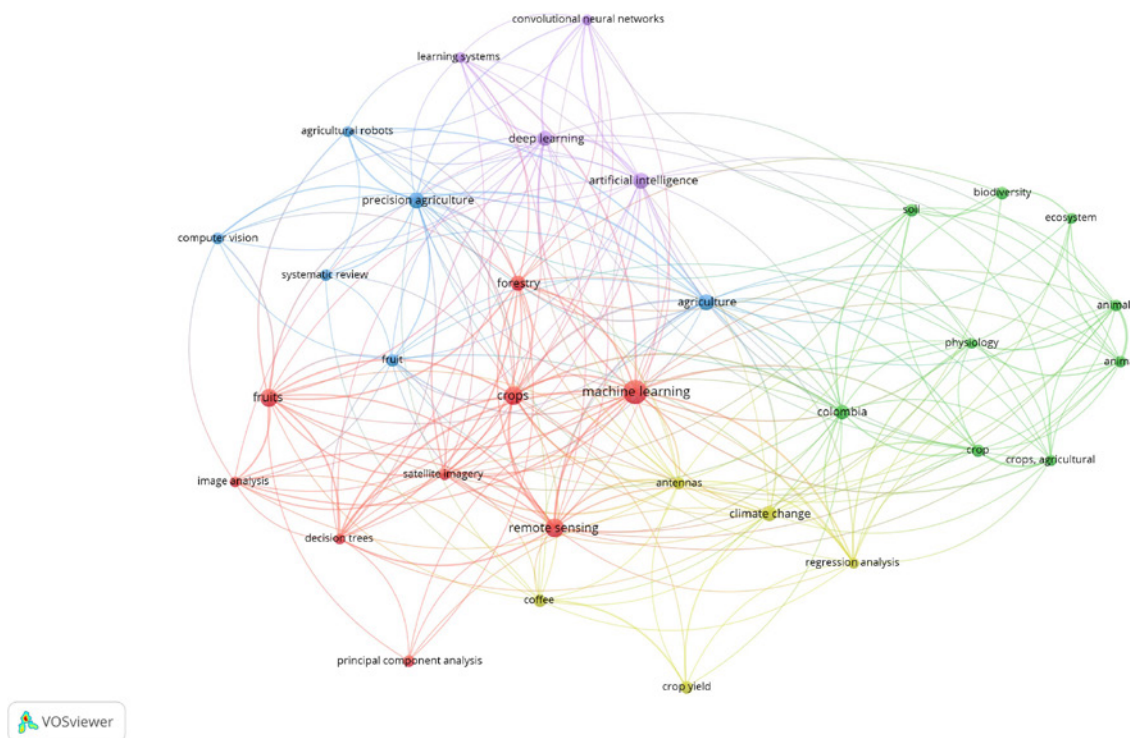 convolutional neural networks
learning systems
agricultural robots
deep learning
artificial intelligence
precision agriculture
biodiversity
soil
ecosystem
computer vision
systematic review
forestry
agriculture
animal
physiology
fruit
anim
machine learning
fruits
crops
colombia
crop
crops, agricultural
satellite imagery
image analysis
antennas
climate change
remote sensing
decision trees
regression analysis
coffee
principal component analysis
crop yield
VOSviewer